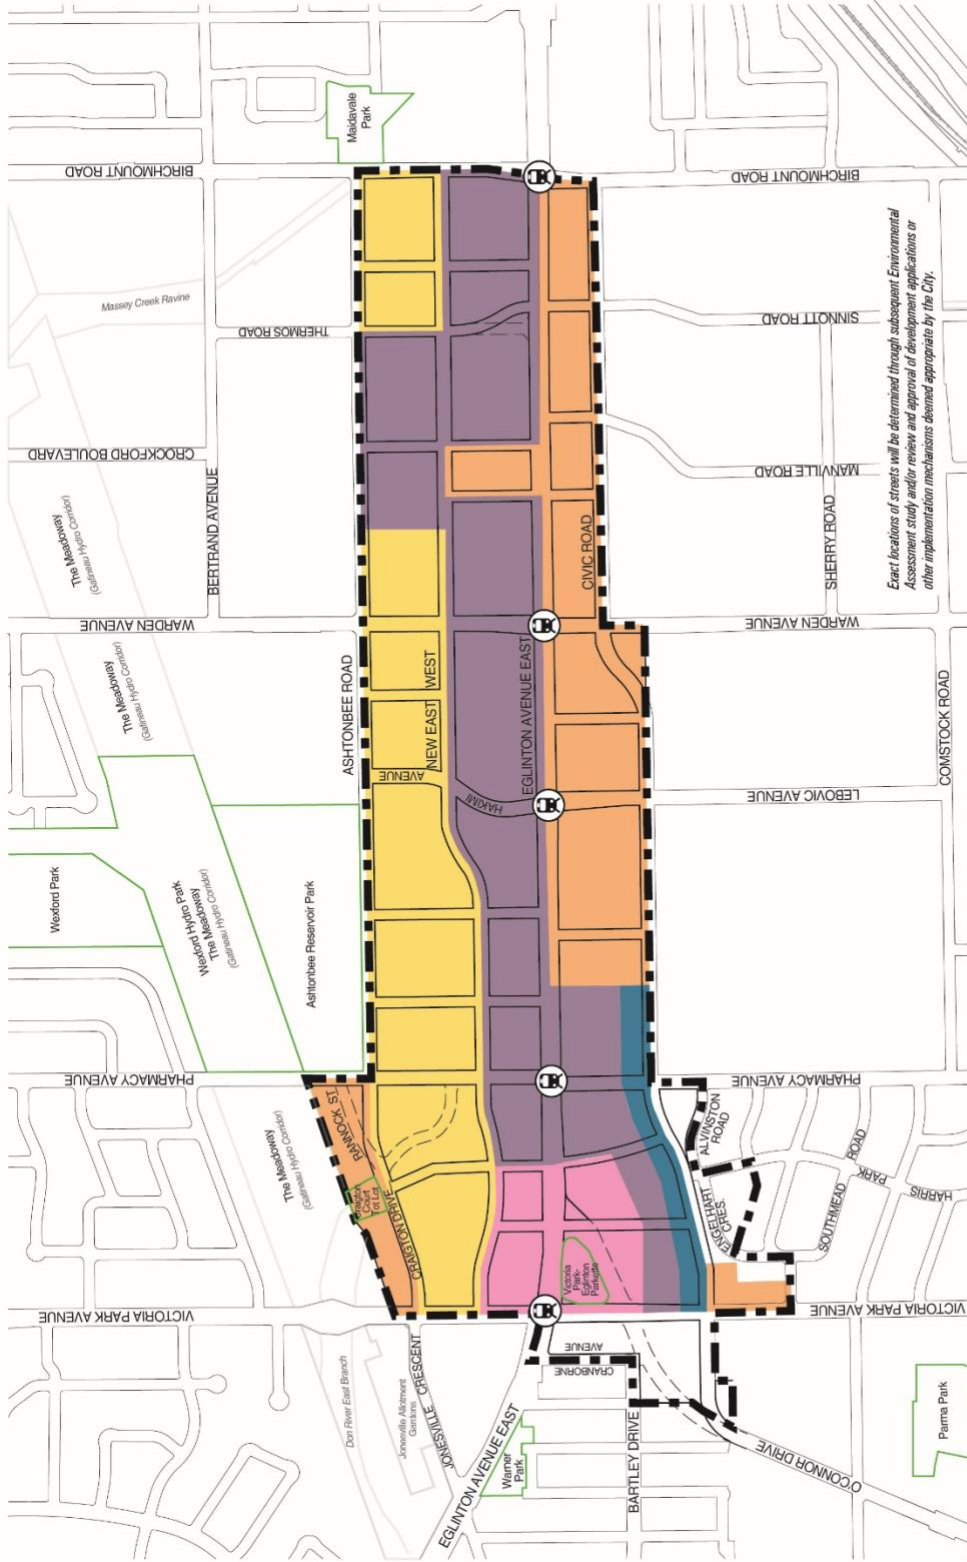 Maidavale
Park
BIRCHMOUNT ROAD
BIRCHMOUNT ROAD
Massey Creek Ravine
THERMOS ROAD
SINNOTT ROAD
CROCKFORD BOULEVARD
MANVILLE ROAD
BERTRAND AVENUE
CIVIC ROAD
SHERRY ROAD
Exact locations of streets will be determined through subsequent Environmental
Assessment study and/or review and approval of development applications or
other implementation mechanisms deemed appropriate by the City.
The Meadoway
(Gatineau Hydro Corridor)
WARDEN AVENUE
WARDEN AVENUE
The Meadoway
(Gatineau Hydro Corridor)
ASHTONBEE ROAD
NEW EAST WEST
EGLINTON AVENUE EAST
COMSTOCK ROAD
HAKIMI
AVENUE
LEBOVIC AVENUE
Wexford Park
Wexford Hydro Park
The Meadoway
(Gatineau Hydro Corridor)
Ashtonbee Reservoir Park
PHARMACY AVENUE
PHARMACY AVENUE
RANNOCK ST
The Meadoway
(Gatineau Hydro Corridor)
Craigton
Court
Tot Lot
CRAIGTON DRIVE
ALVINSTON
ROAD
ENGELHART
CRES.
SOUTHMEAD
ROAD
HARRIS
PARK
Victoria
Park-
Eglinton
Parkette
VICTORIA PARK AVENUE
VICTORIA PARK AVENUE
Don River East Branch
Jonesville Allotment
Gardens
JONESVILLE CRESCENT
EGLINTON AVENUE EAST
Warner
Park
CRANBORNE
AVENUE
BARTLEY DRIVE
O'CONNOR DRIVE
Parma Park